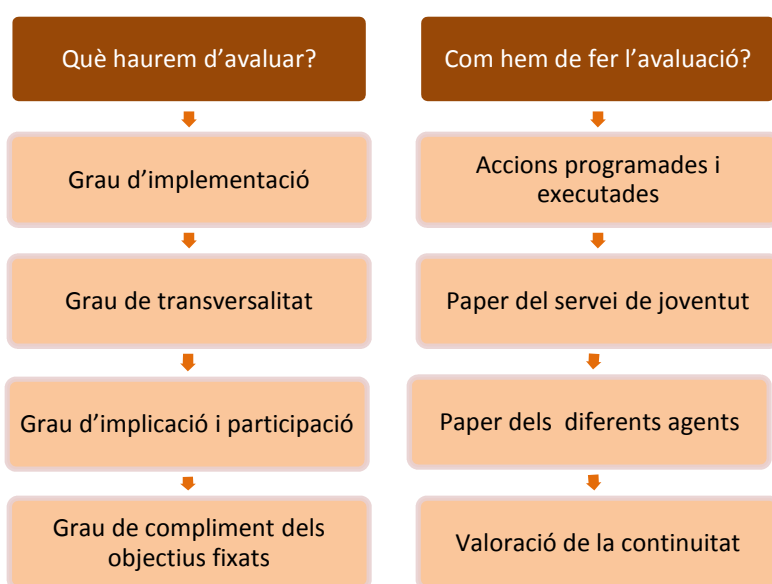 Què haurem d'avaluar?
Grau d'implementació
Grau de transversalitat
Grau d'implicació i participació
Grau de compliment dels
objectius fixats
Com hem de fer l'avaluació?
Accions programades i
executades
Paper del servei de joventut
Paper dels diferents agents
Valoració de la continuitat